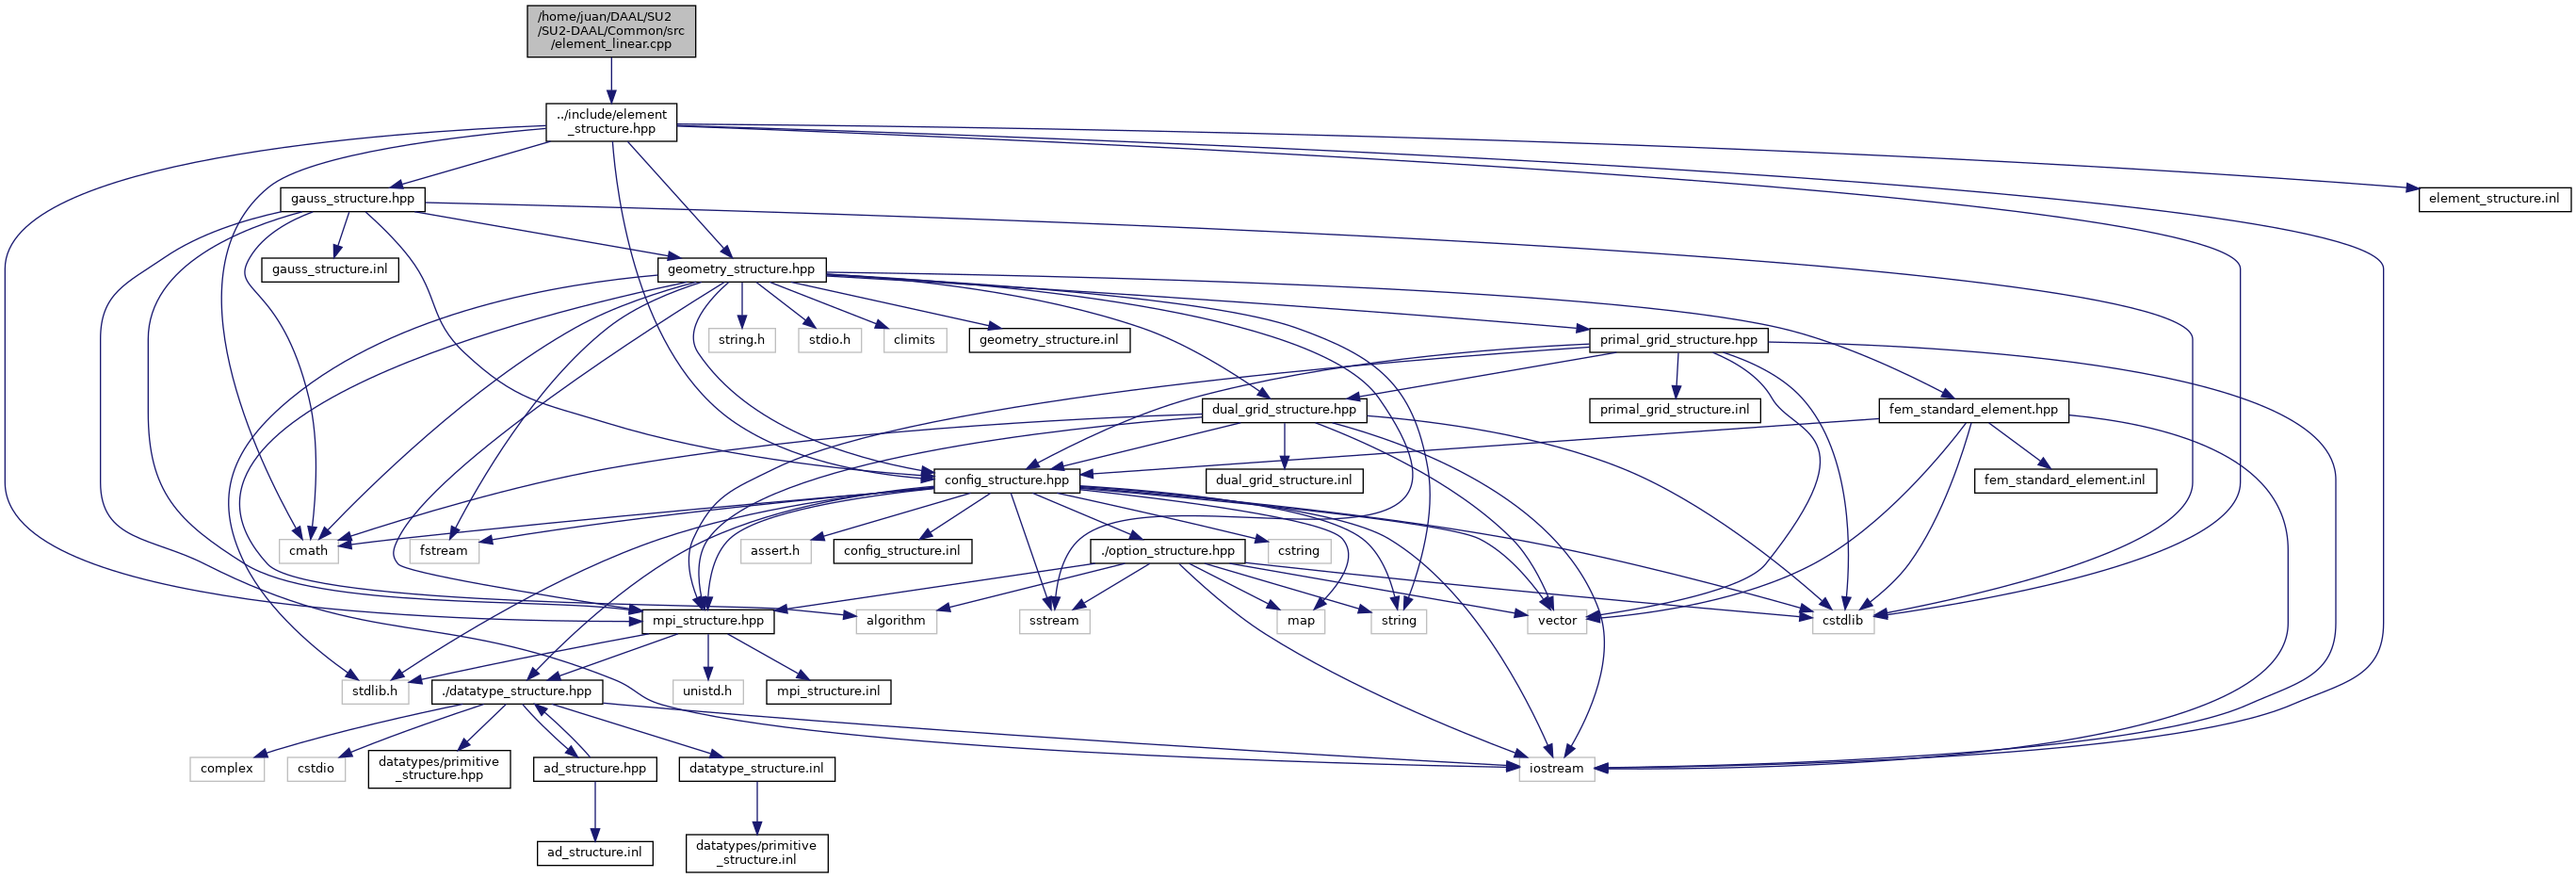 /home/juan/DAAL/SU2
/SU2-DAAL/Common/src
/element_linear.cpp
../include/element
_structure.hpp
gauss_structure.hpp
element_structure.inl
gauss_structure.inl
geometry_structure.hpp
string.h
stdio.h
climits
geometry_structure.inl
primal_grid_structure.hpp
dual_grid_structure.hpp
primal_grid_structure.inl
fem_standard_element.hpp
config_structure.hpp
dual_grid_structure.inl
fem_standard_element.inl
cmath
fstream
assert.h
config_structure.inl
./option_structure.hpp
cstring
mpi_structure.hpp
algorithm
sstream
map
string
vector
cstdlib
stdlib.h
./datatype_structure.hpp
unistd.h
mpi_structure.inl
complex
cstdio
datatypes/primitive
_structure.hpp
ad_structure.hpp
datatype_structure.inl
iostream
ad_structure.inl
datatypes/primitive
_structure.inl